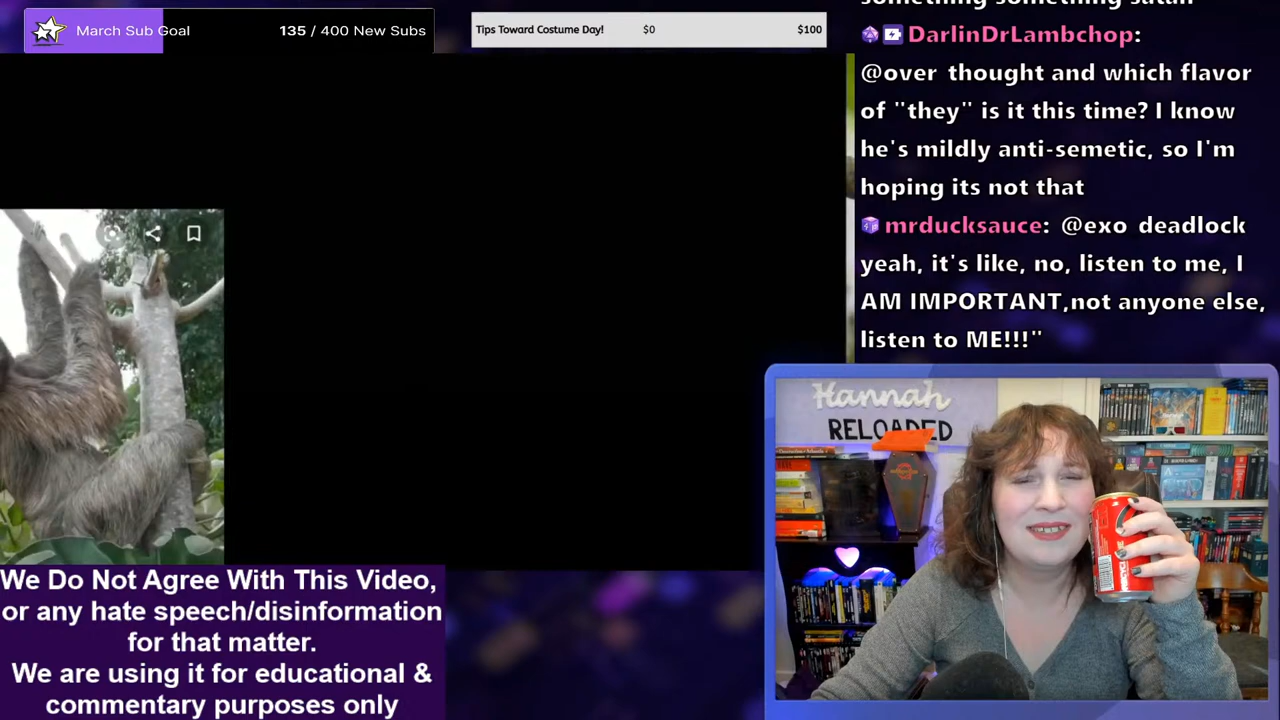 March Sub Goal
135 / 400 New Subs
Tips Toward Costume Day!
$0
$100
something something satan
DarlinDrLambchop:
@over thought and which flavor
of "they" is it this time? I know
he's mildly anti-semetic, so I'm
hoping its not that
mrducksauce: @exo deadlock
yeah, it's like, no, listen to me, I
AM IMPORTANT,not anyone else,
listen to ME!!!"
Hannah
RELOADED
We Do Not Agree With This Video,
or any hate speech/disinformation
for that matter.
We are using it for educational &
commentary purposes only